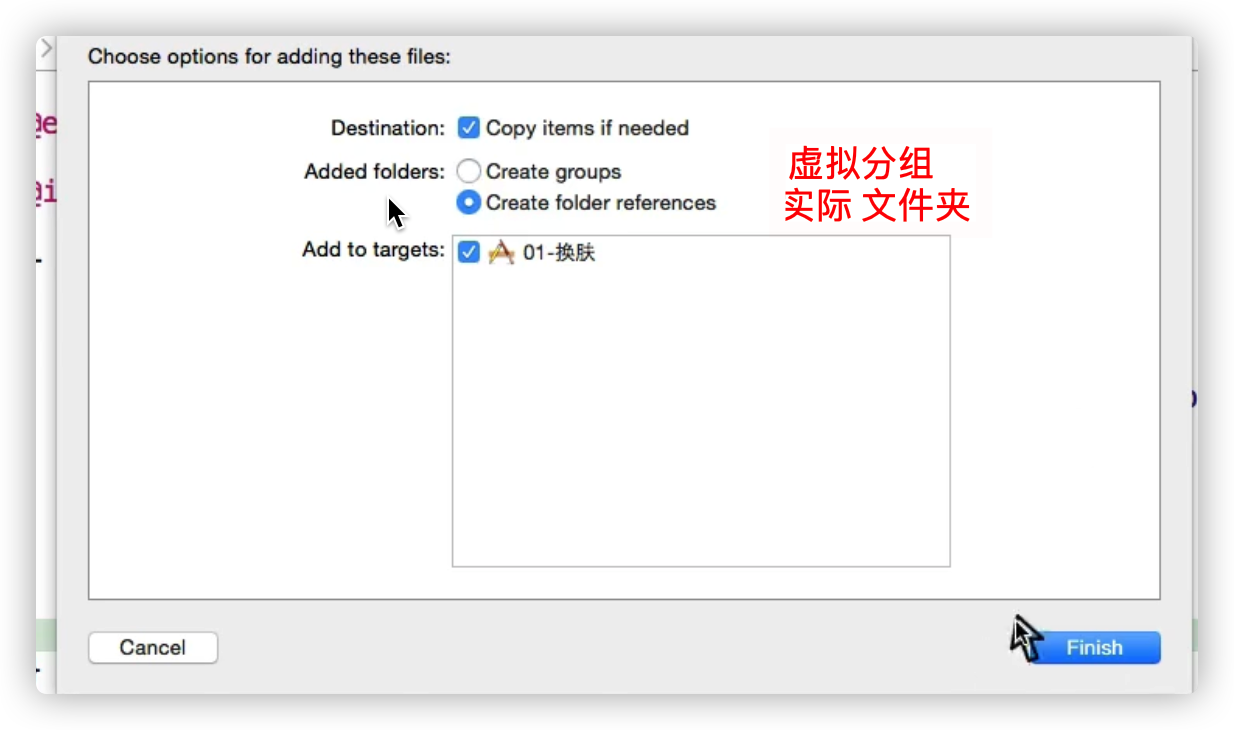 Choose options for adding these files:
@e
Destination: Copy items if needed
虚拟分组
Added folders: Create groups
@i
Create folder references
实际 文件夹
Add to targets: 01-换肤
Cancel
Finish